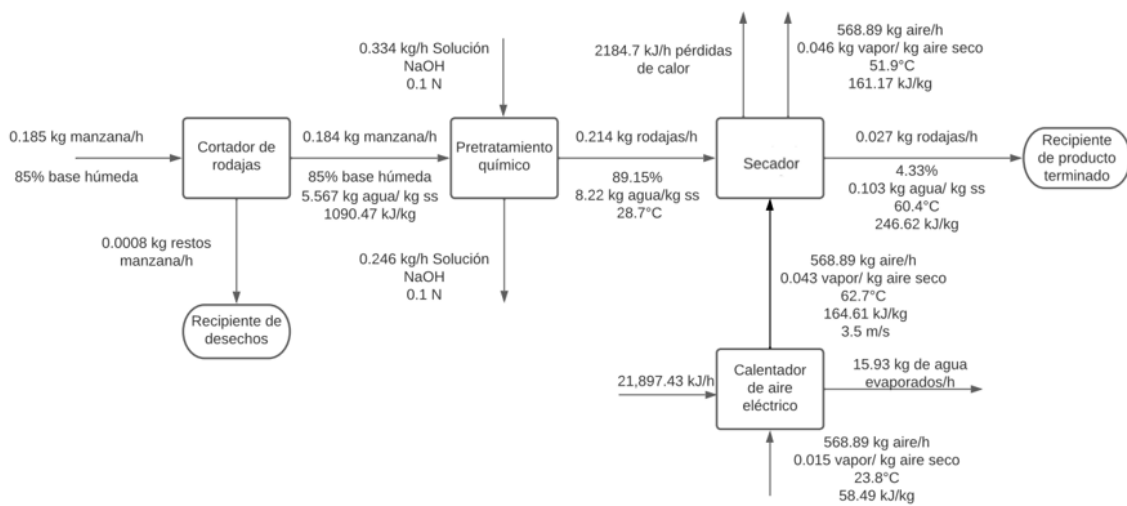 0.334 kg/h Solución
NaOH
0.1 N
2184.7 kJ/h pérdidas
de calor
568.89 kg aire/h
0.046 kg vapor/ kg aire seco
51.9°C
161.17 kJ/kg
0.185 kg manzana/h
85% base húmeda
Cortador de
rodajas
0.184 kg manzana/h
85% base húmeda
5.567 kg agua/ kg ss
1090.47 kJ/kg
Pretratamiento
químico
0.214 kg rodajas/h
89.15%
8.22 kg agua/kg ss
28.7°C
Secador
0.027 kg rodajas/h
4.33%
0.103 kg agua/ kg ss
60.4°C
246.62 kJ/kg
Recipiente
de producto
terminado
0.0008 kg restos
manzana/h
0.246 kg/h Solución
NaOH
0.1 N
568.89 kg aire/h
0.043 vapor/ kg aire seco
62.7°C
164.61 kJ/kg
3.5 m/s
Recipiente de
desechos
21,897.43 kJ/h
Calentador
de aire
eléctrico
15.93 kg de agua
evaporados/h
568.89 kg aire/h
0.015 vapor/ kg aire seco
23.8°C
58.49 kJ/kg